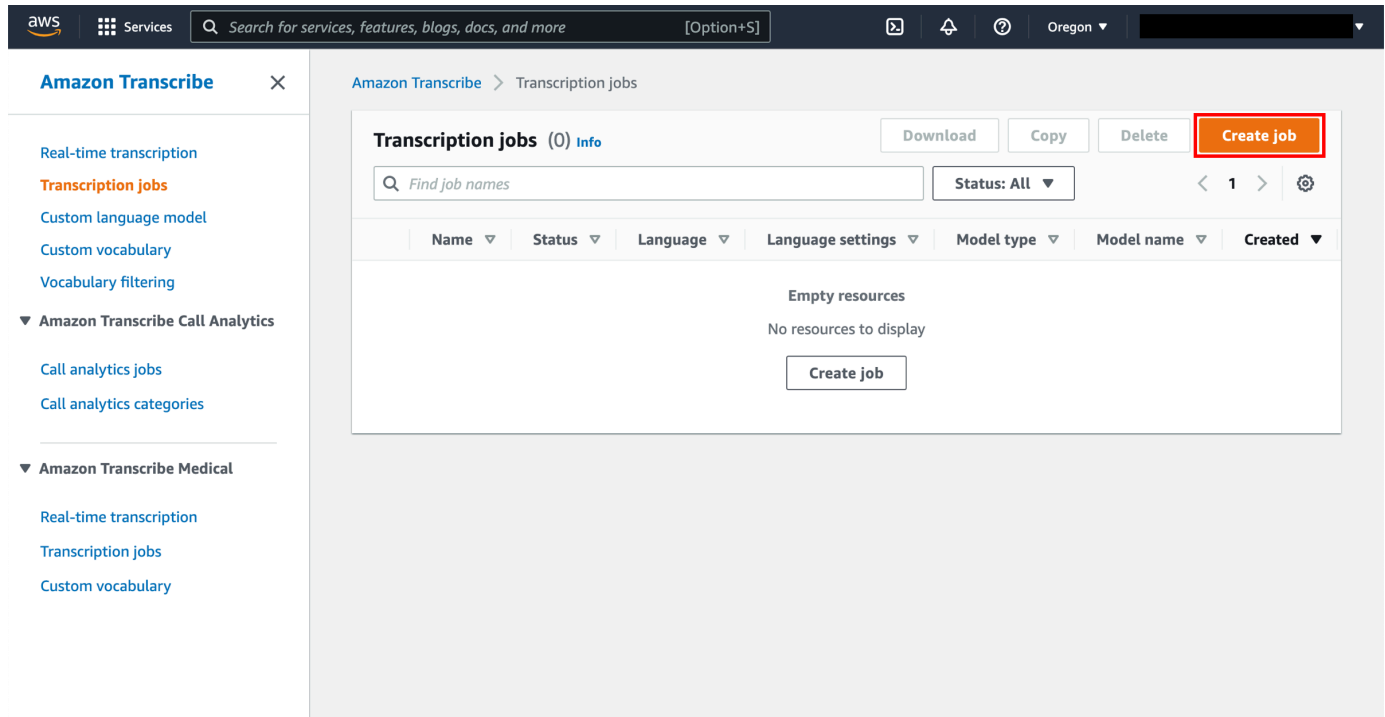 aws Services Search for services, features, blogs, docs, and more [Option+S] Oregon
Amazon Transcribe
Real-time transcription
Transcription jobs
Custom language model
Custom vocabulary
Vocabulary filtering
Amazon Transcribe Call Analytics
Call analytics jobs
Call analytics categories
Amazon Transcribe Medical
Real-time transcription
Transcription jobs
Custom vocabulary
Amazon Transcribe Transcription jobs
Transcription jobs (0) Info Download Copy Delete Create job
Find job names Status: All 1
Name Status Language Language settings Model type Model name Created
Empty resources
No resources to display
Create job